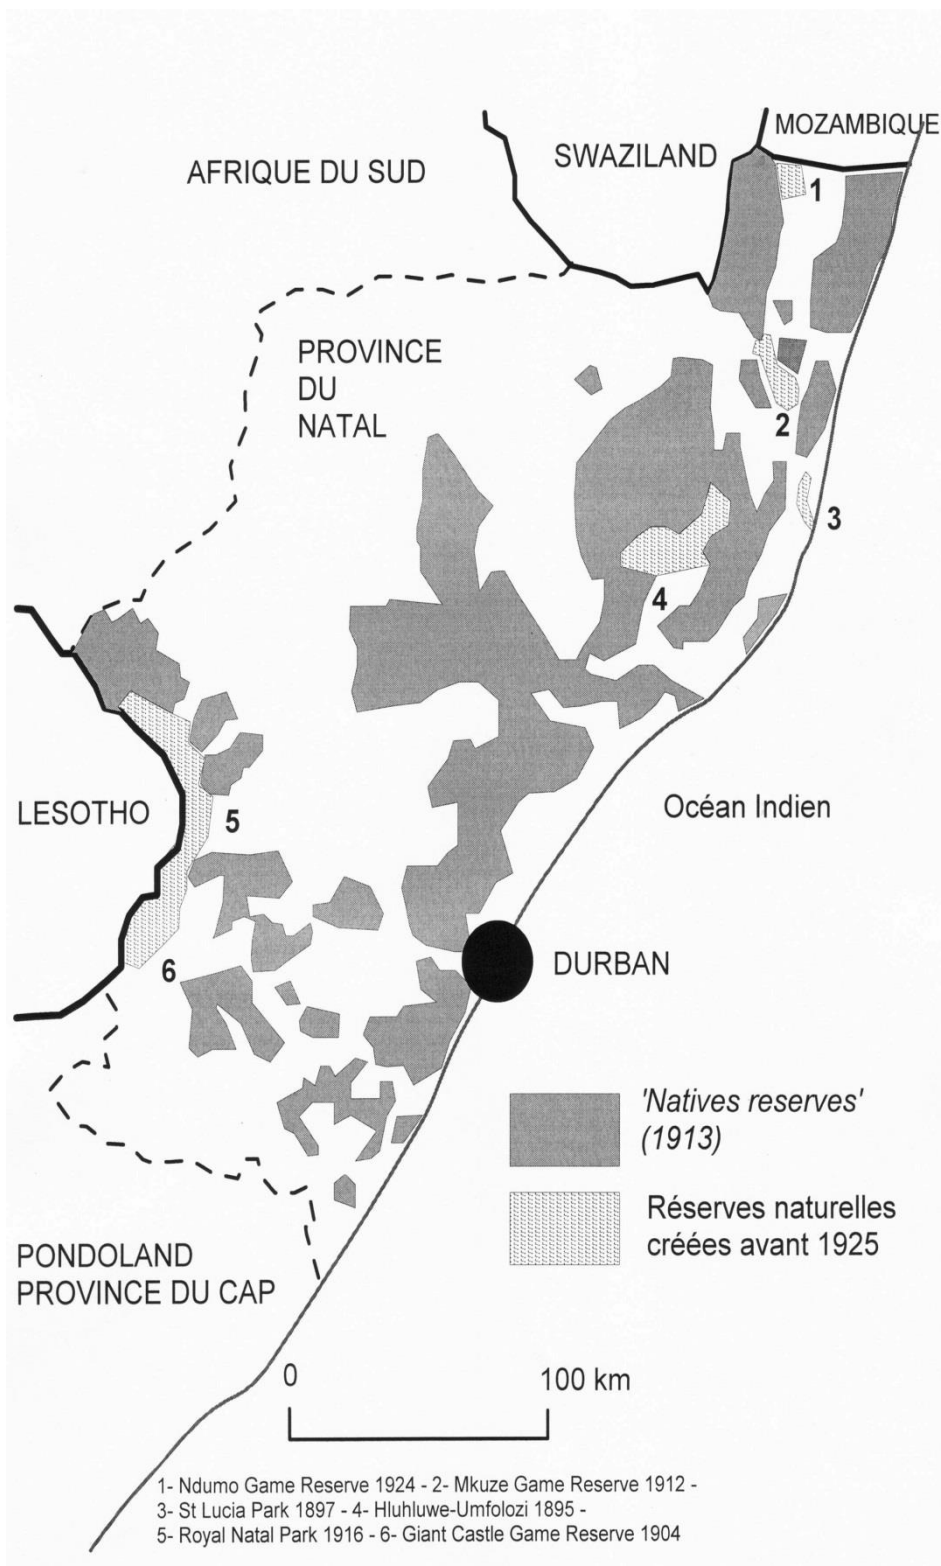 MOZAMBIQUE
SWAZILAND
AFRIQUE DU SUD
1
PROVINCE
DU
NATAL
2
3
4
LESOTHO
5
Océan Indien
6
DURBAN
'Natives reserves'
(1913)
Réserves naturelles
créées avant 1925
PONDOLAND
PROVINCE DU CAP
0
100 km
1- Ndumo Game Reserve 1924 - 2- Mkuze Game Reserve 1912 -
3- St Lucia Park 1897 - 4- Hluhluwe-Umfolozi 1895 -
5- Royal Natal Park 1916 - 6- Giant Castle Game Reserve 1904